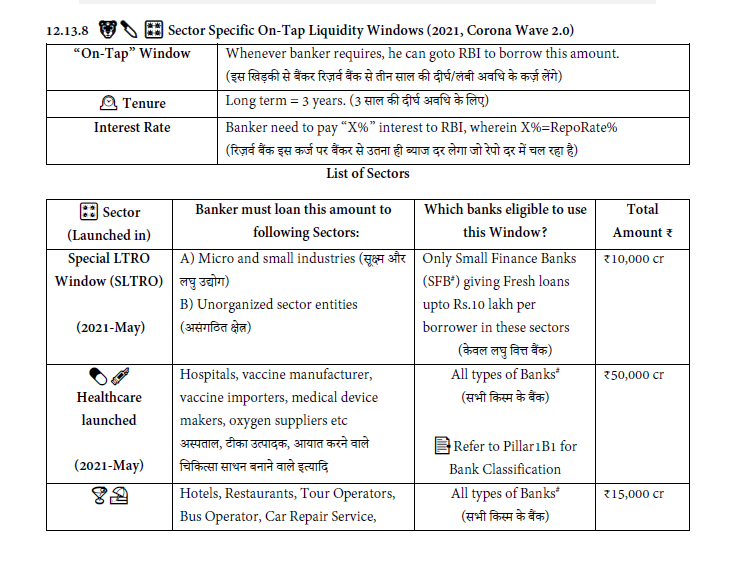 12.13.8 Sector Specific On-Tap Liquidity Windows (2021, Corona Wave 2.0)
“On-Tap” Window
Whenever banker requires, he can goto RBI to borrow this amount.
(इस खिड़की से बैंकर रिज़र्व बैंक से तीन साल की दीर्घ/लंबी अवधि के कर्ज़ लेंगे)
Tenure
Long term = 3 years. (3 साल की दीर्घ अवधि के लिए)
Interest Rate
Banker need to pay “X%” interest to RBI, wherein X%=RepoRate%
(रिज़र्व बैंक इस कर्ज पर बैंकर से उतना ही ब्याज दर लेगा जो रेपो दर में चल रहा है)
List of Sectors
Sector
(Launched in)
Banker must loan this amount to
following Sectors:
Which banks eligible to use
this Window?
Total
Amount ₹
Special LTRO
Window (SLTRO)
(2021-May)
A) Micro and small industries (सूक्ष्म और
लघु उद्योग)
B) Unorganized sector entities
(असंगठित क्षेत्र)
Only Small Finance Banks
(SFB#) giving Fresh loans
upto Rs.10 lakh per
borrower in these sectors
(केवल लघु वित्त बैंक)
₹10,000 cr
Healthcare
launched
(2021-May)
Hospitals, vaccine manufacturer,
vaccine importers, medical device
makers, oxygen suppliers etc
अस्पताल, टीका उत्पादक, आयात करने वाले
चिकित्सा साधन बनाने वाले इत्यादि
All types of Banks#
(सभी किस्म के बैंक)
Refer to Pillar1B1 for
Bank Classification
₹50,000 cr
Hotels, Restaurants, Tour Operators,
Bus Operator, Car Repair Service,
All types of Banks#
(सभी किस्म के बैंक)
₹15,000 cr